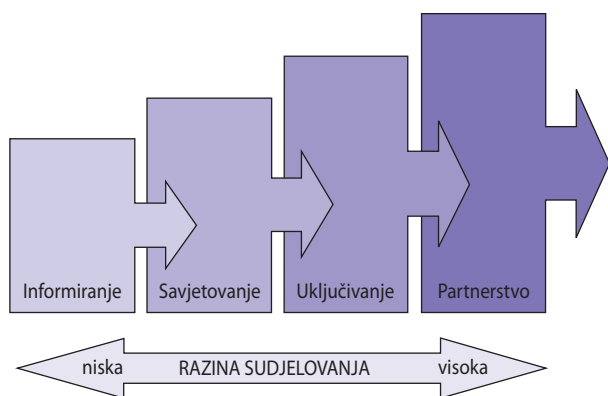 Informiranje Savjetovanje Uključivanje Partnerstvo
niska RAZINA SUDJELOVANJA visoka